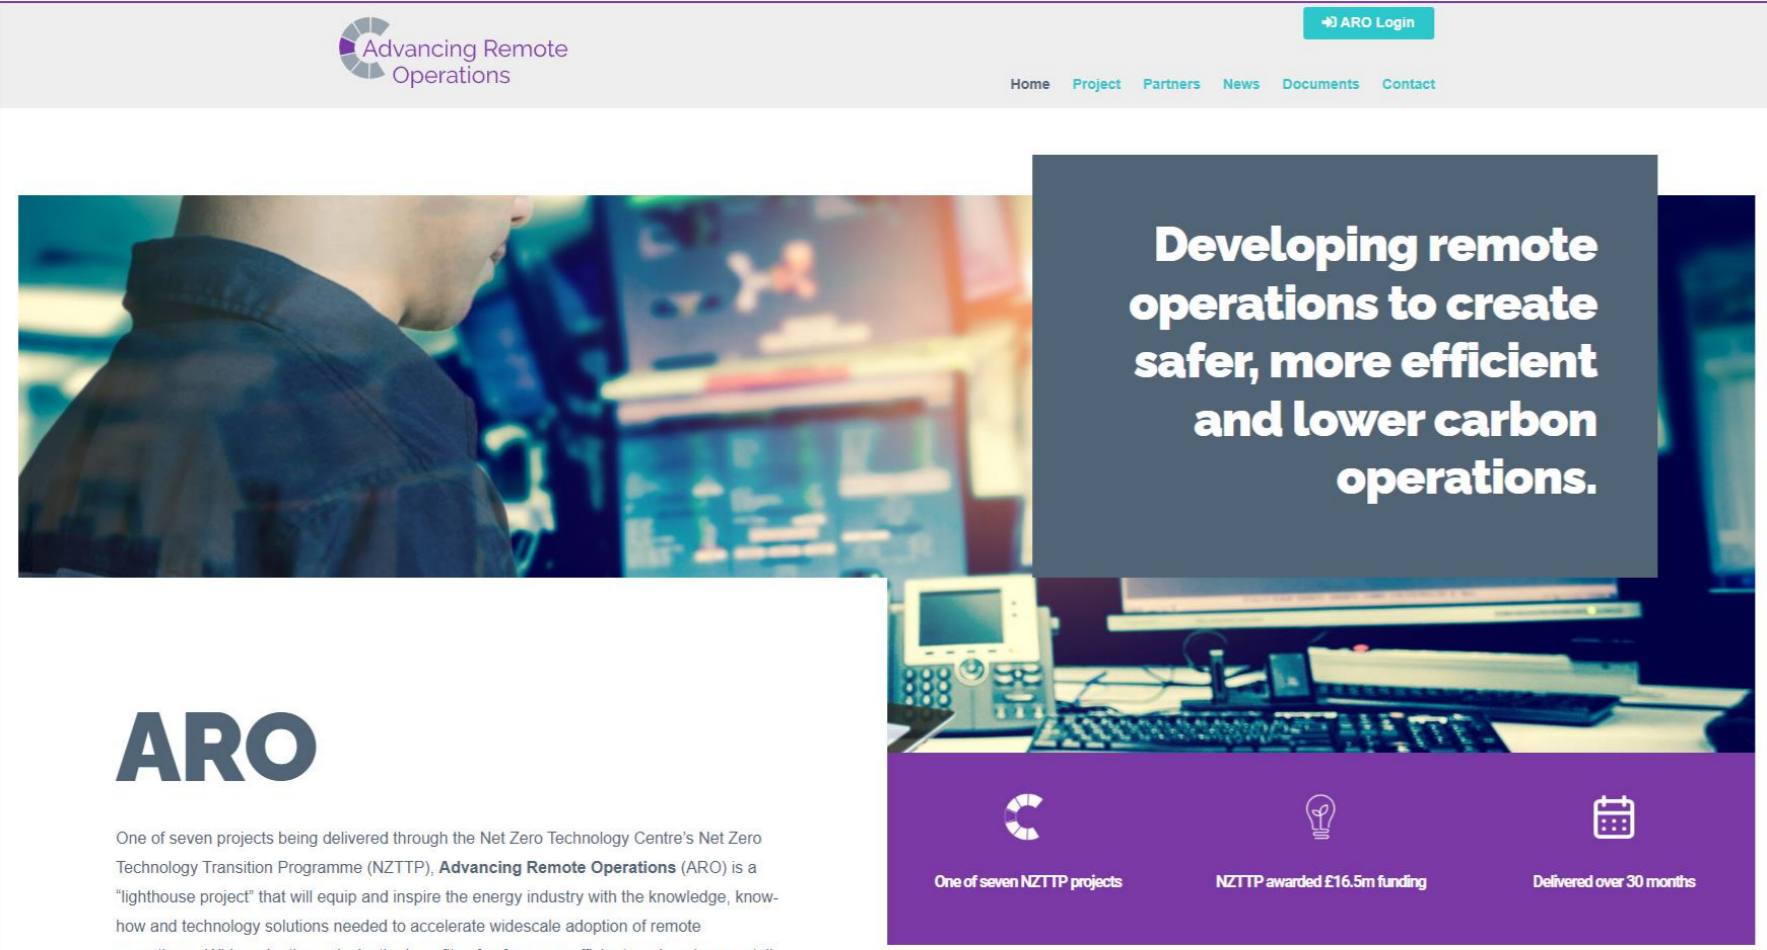 ARO Login
Advancing Remote
Operations
Home Project Partners News Documents Contact
Developing remote
operations to create
safer, more efficient
and lower carbon
operations.
ARO
One of seven projects being delivered through the Net Zero Technology Centre's Net Zero
Technology Transition Programme (NZTTP), Advancing Remote Operations (ARO) is a
“lighthouse project” that will equip and inspire the energy industry with the knowledge, know-
how and technology solutions needed to accelerate widescale adoption of remote
One of seven NZTTP projects
NZTTP awarded £16.5m funding
Delivered over 30 months